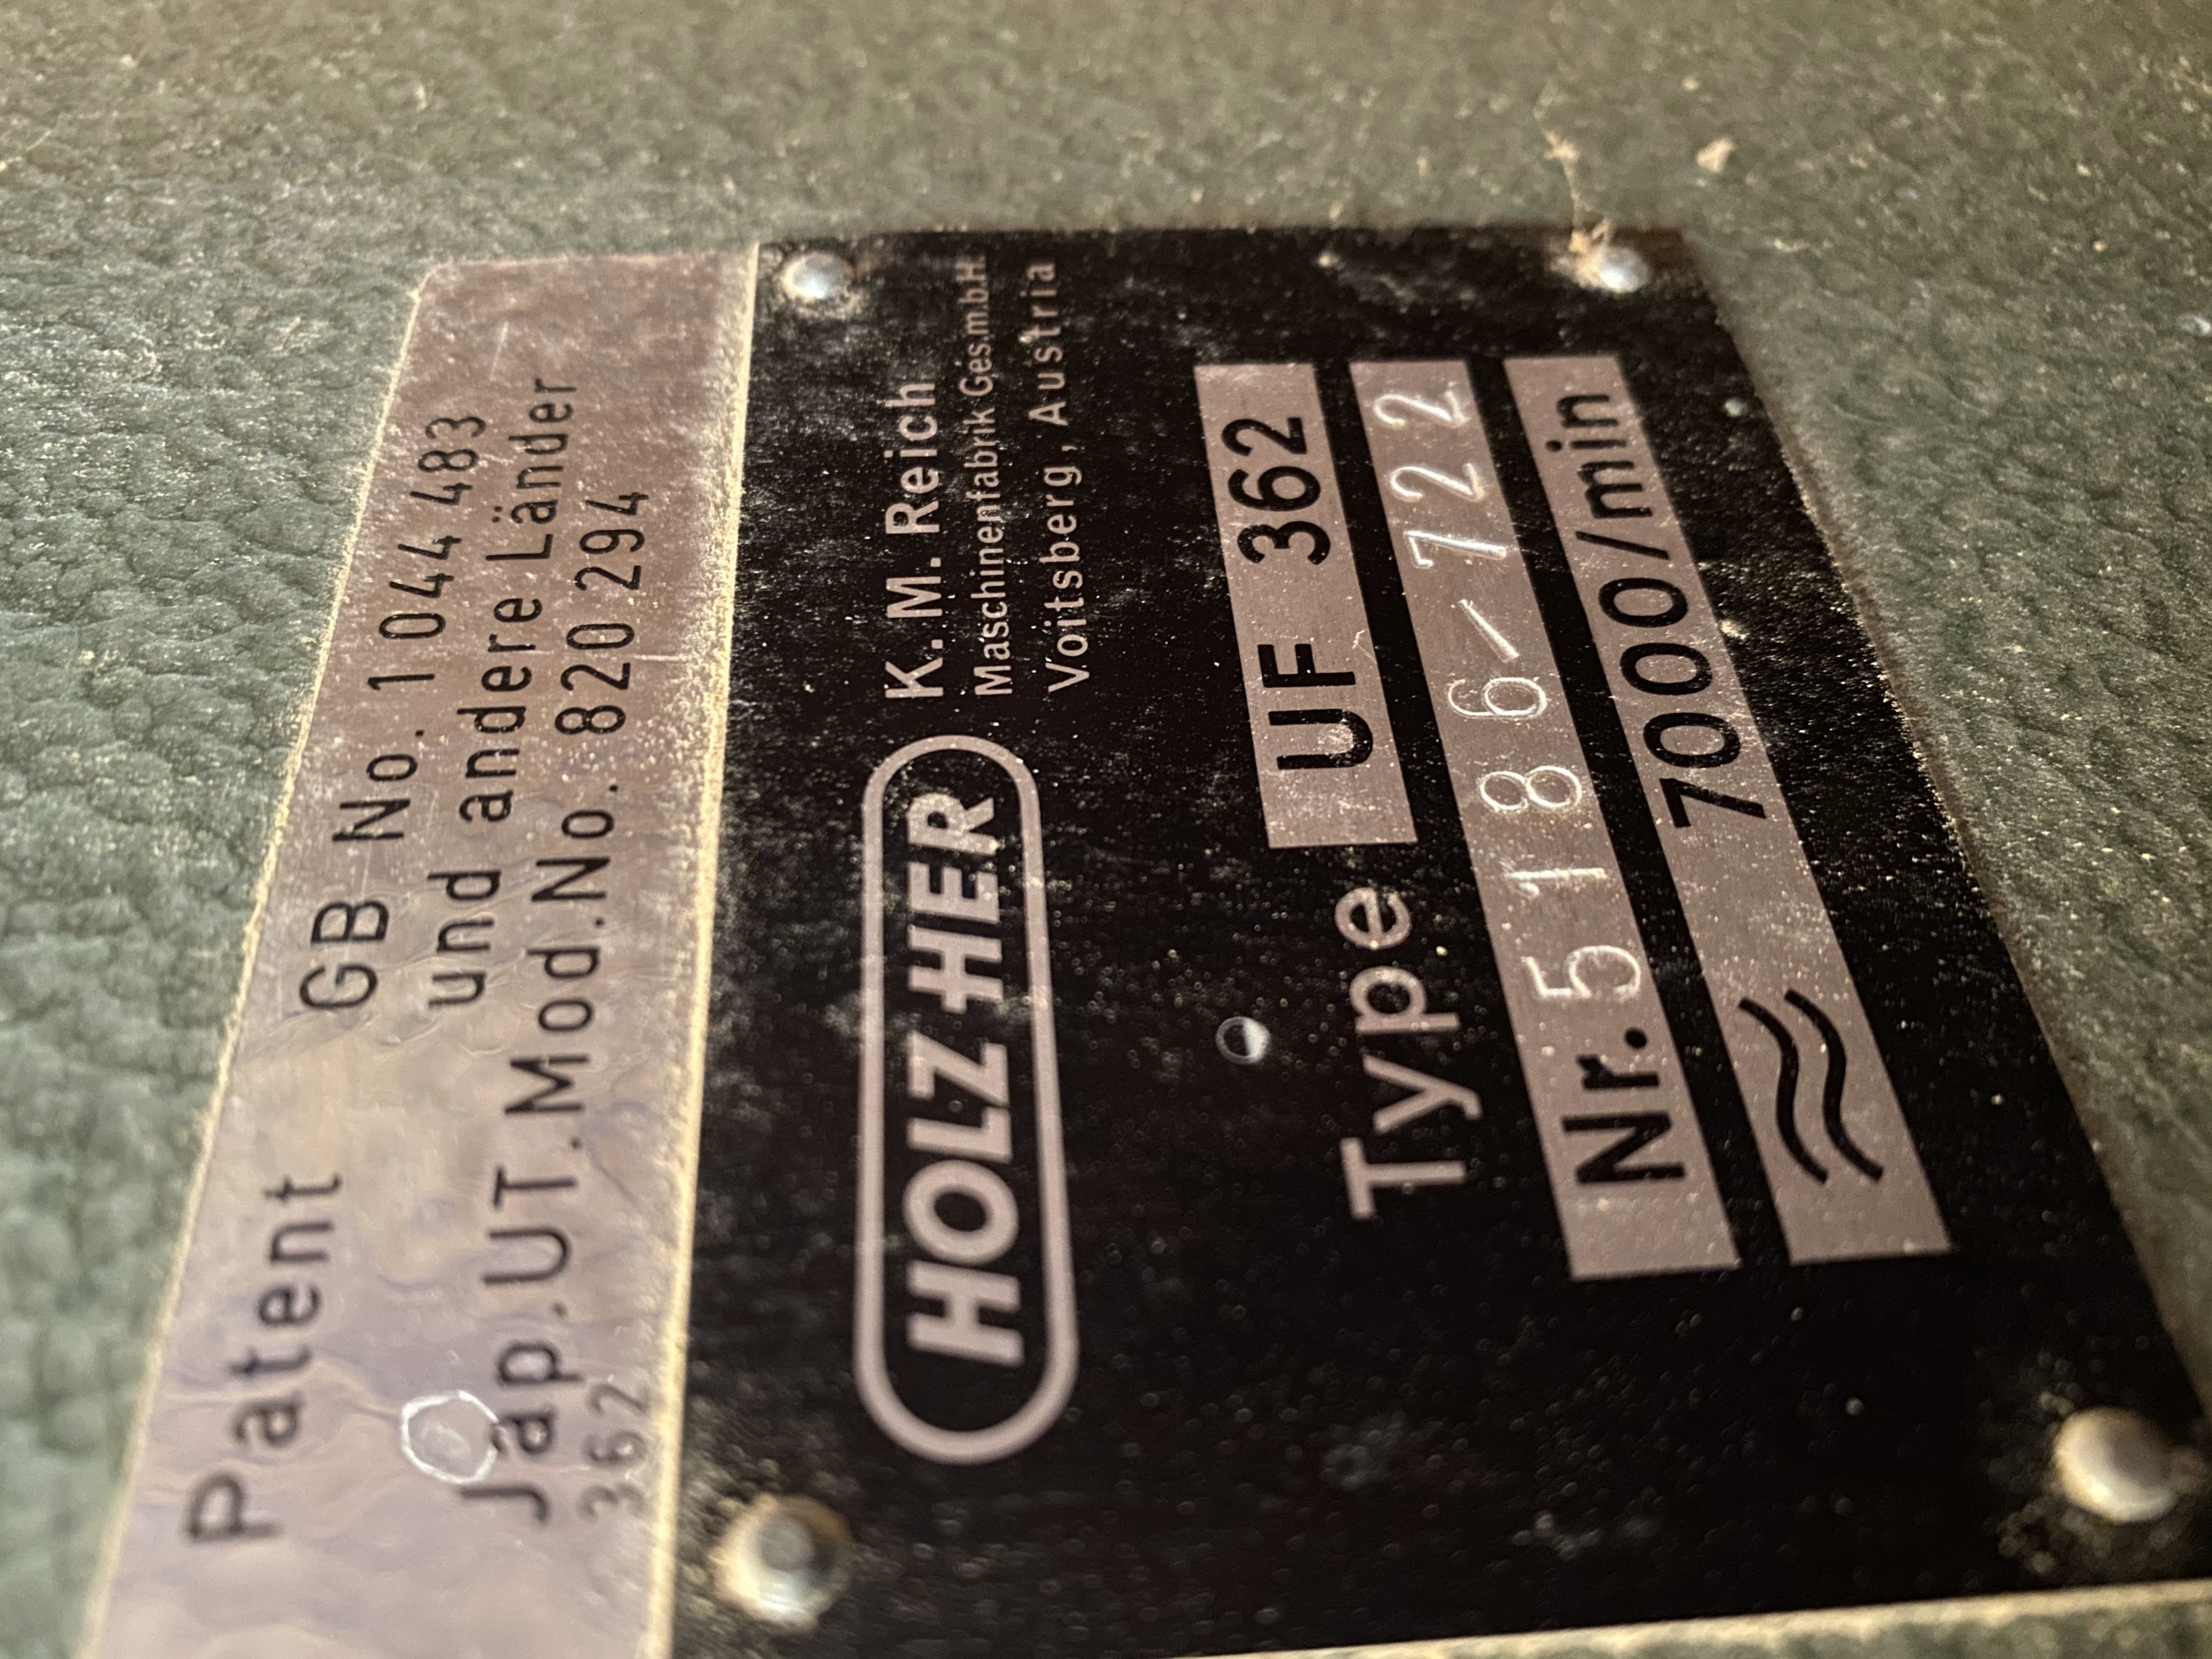 Patent GB No. 1 044 483
und andere Länder
Jap.UT.Mod.No. 820 294
362
HOLZ-HER
K. M. Reich
Maschinenfabrik Ges.m.b.H.
Voitsberg, Austria
Type UF 362
Nr. 5186/722
≈ 7000/min